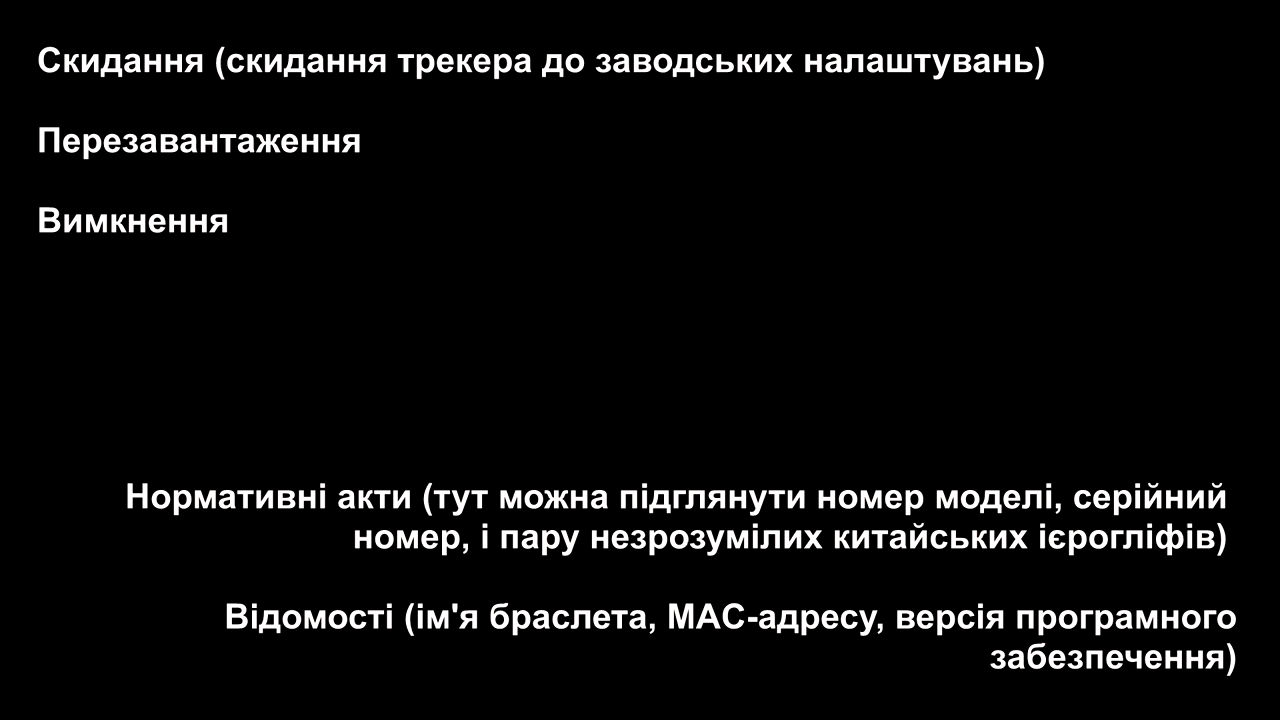 Скидання (скидання трекера до заводських налаштувань)
Перезавантаження
Вимкнення
Нормативні акти (тут можна підглянути номер моделі, серійний
номер, і пару незрозумілих китайських ієрогліфів)
Відомості (ім'я браслета, MAC-адресу, версія програмного
забезпечення)